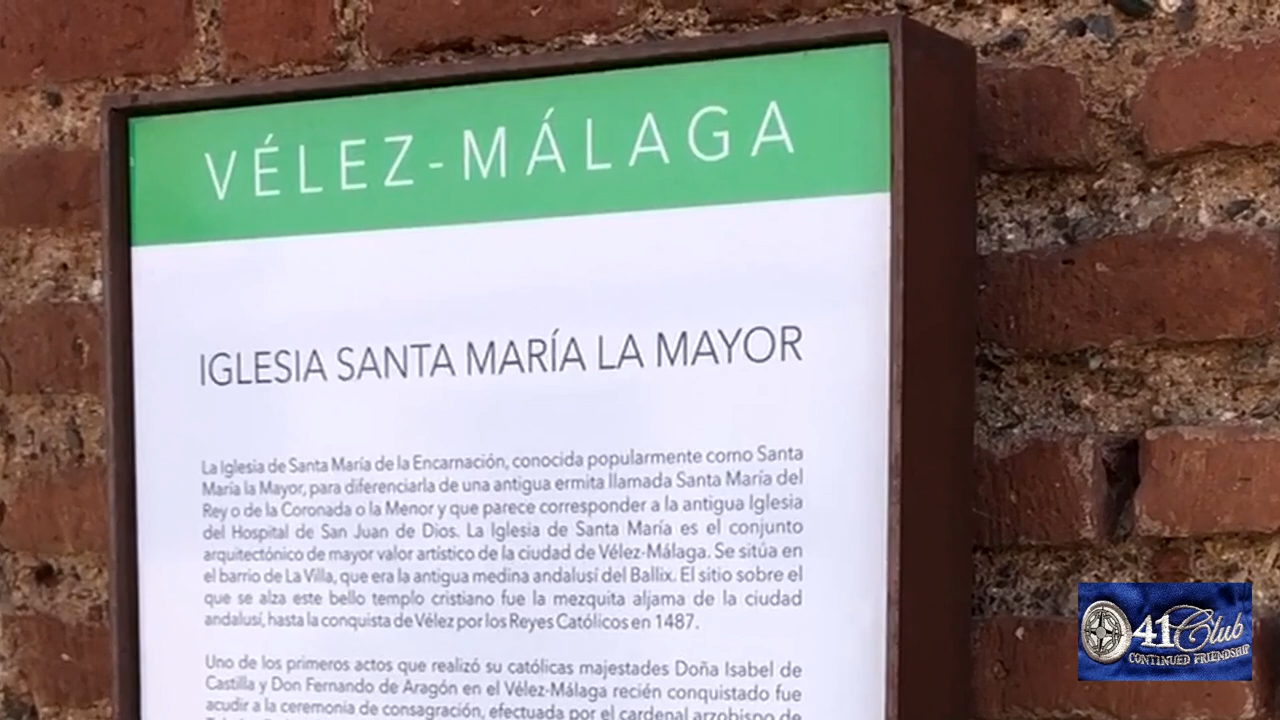 VÉLEZ-MÁLAGA
IGLESIA SANTA MARÍA LA MAYOR
La Iglesia de Santa María de la Encarnación, conocida popularmente como Santa
María la Mayor, para diferenciarla de una antigua ermita llamada Santa María del
Rey o de la Coronada o la Menor y que parece corresponder a la antigua Iglesia
del Hospital de San Juan de Dios. La Iglesia de Santa María es el conjunto
arquitectónico de mayor valor artístico de la ciudad de Vélez-Málaga. Se sitúa en
el barrio de La Villa, que era la antigua medina andalusí del Ballix. El sitio sobre el
que se alza este bello templo cristiano fue la mezquita aljama de la ciudad
andalusí, hasta la conquista de Vélez por los Reyes Católicos en 1487.
Uno de los primeros actos que realizó su católicas majestades Doña Isabel de
Castilla y Don Fernando de Aragón en el Vélez-Málaga recién conquistado fue
acudir a la ceremonia de consagración, efectuada por el cardenal arzobispo de
41 Club
CONTINUED FRIENDSHIP